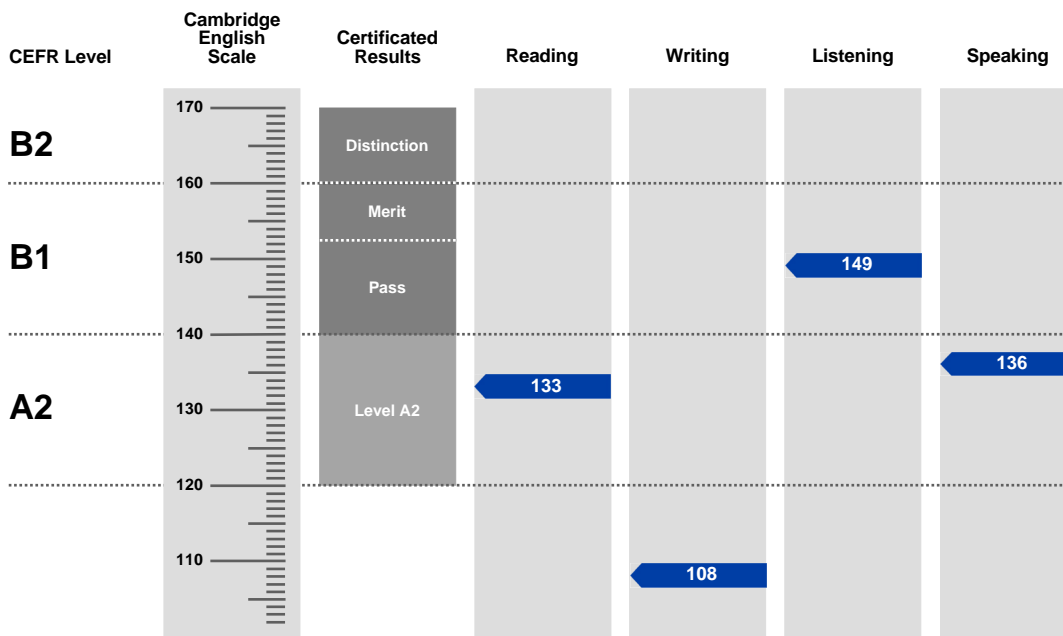 CEFR Level
Cambridge
English
Scale
Certificated
Results
Reading
Writing
Listening
Speaking
170
B2
Distinction
160
Merit
B1
150
149
Pass
140
136
133
A2
130
Level A2
120
110
108